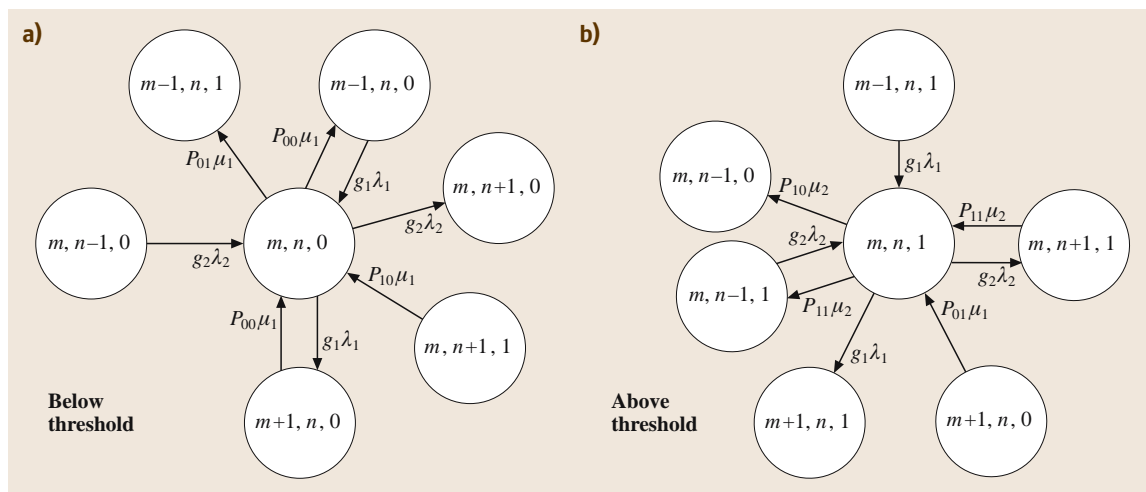 a)
m–1, n, 1
m–1, n, 0
P00μ1
P01μ1
g1λ1
m, n+1, 0
g2λ2
m, n–1, 0
g2λ2
m, n, 0
P10μ1
P00μ1
g1λ1
m, n+1, 1
m+1, n, 0
Below
threshold
b)
m–1, n, 1
g1λ1
m, n–1, 0
P10μ2
P11μ2
g2λ2
m, n, 1
m, n+1, 1
g2λ2
m, n–1, 1
P11μ2
P01μ1
g1λ1
m+1, n, 1
m+1, n, 0
Above
threshold